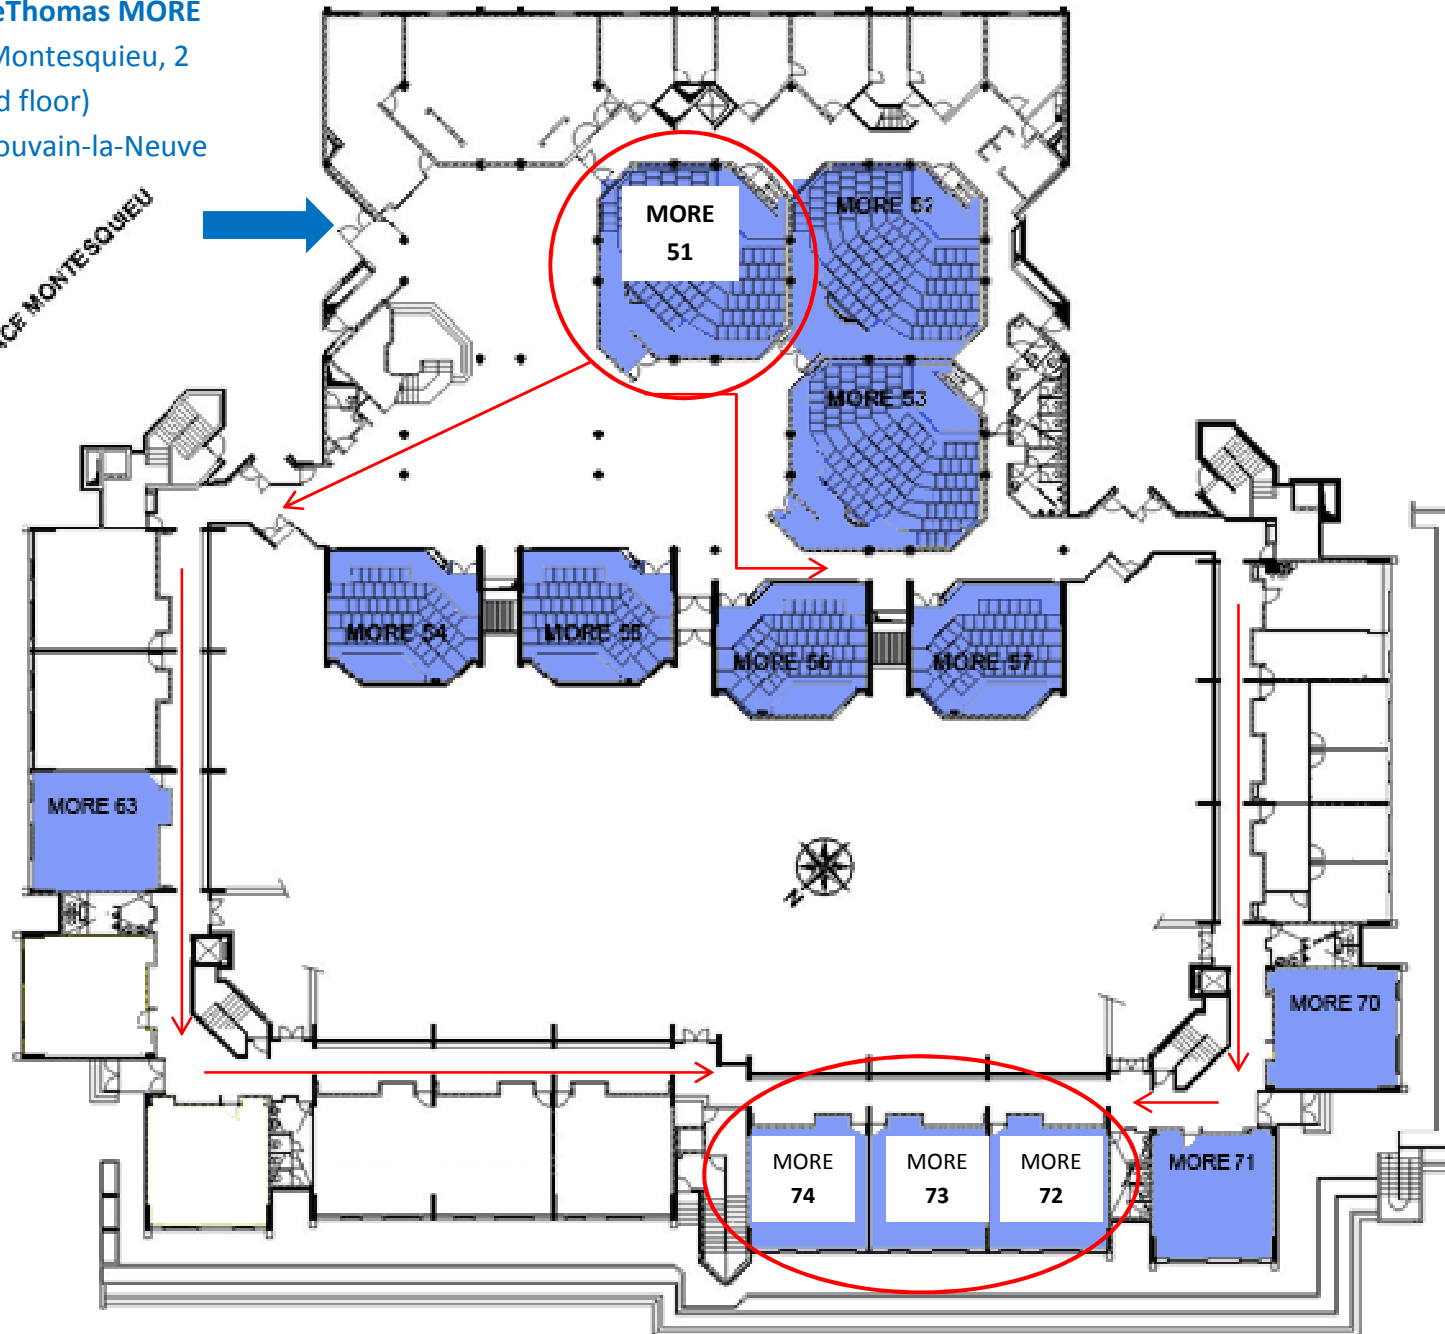 eThomas MORE
Montesquieu, 2
d floor)
ouvain-la-Neuve
CE MONTESQUIEU
MORE
51
MORE 52
MORE 53
MORE 54
MORE 55
MORE 56
MORE 57
MORE 63
N
MORE 70
MORE
74
MORE
73
MORE
72
MORE 71